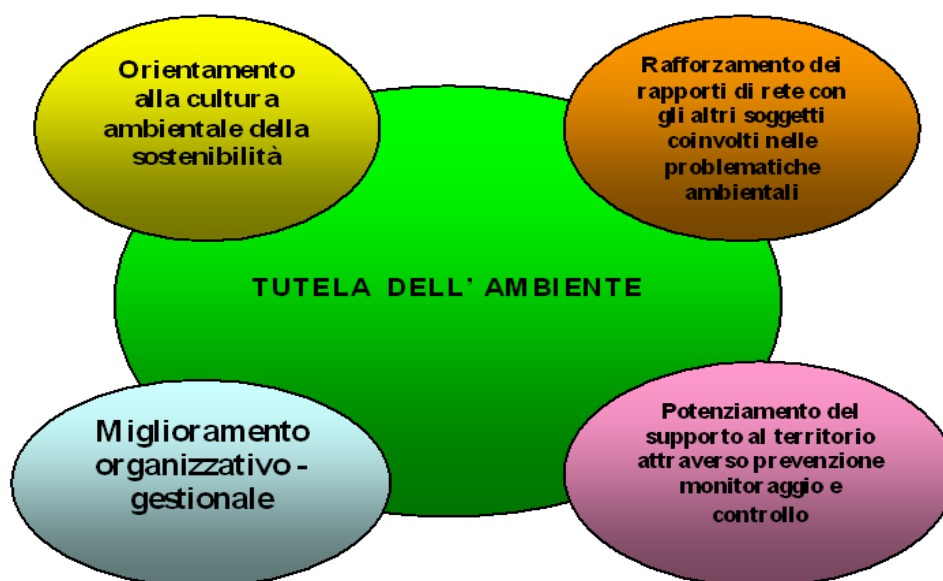 Orientamento
alla cultura
ambientale della
sostenibilità
Rafforzamento dei
rapporti di rete con
gli altri soggetti
coinvolti nelle
problematiche
ambientali
TUTELA DELL' AMBIENTE
Miglioramento
organizzativo -
gestionale
Potenziamento del
supporto al territorio
attraverso prevenzione
monitoraggio e
controllo